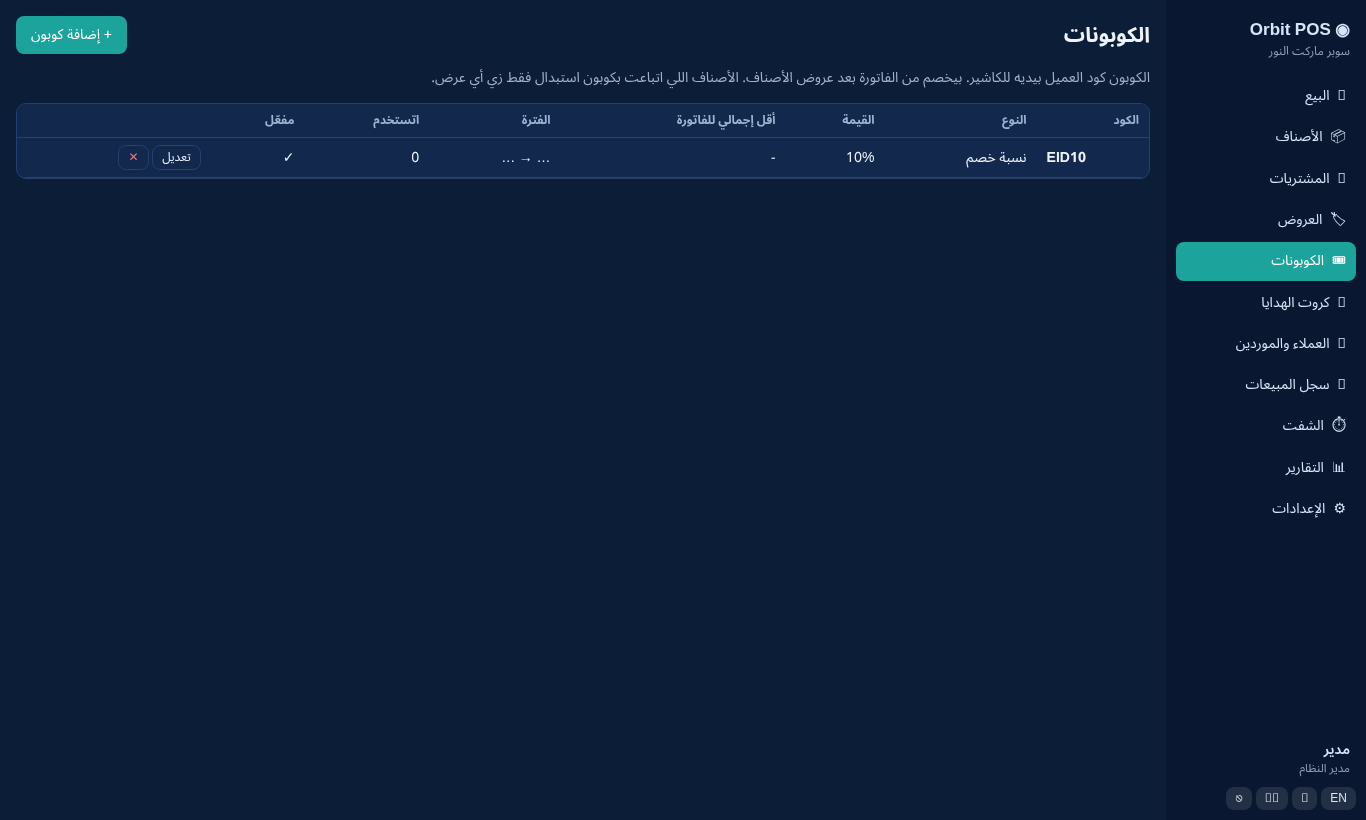 ◉ Orbit POS
سوبر ماركت النور
البيع
الأصناف
المشتريات
العروض
الكوبونات
كروت الهدايا
العملاء والموردين
سجل المبيعات
الشفت
التقارير
الإعدادات
مدير
مدير النظام
EN
الكوبونات
+ إضافة كوبون
الكوبون كود العميل بيديه للكاشير. بيخصم من الفاتورة بعد عروض الأصناف. الأصناف اللي اتباعت بكوبون استبدال فقط زي أي عرض.
الكود النوع القيمة أقل إجمالي للفاتورة الفترة اتستخدم مفعّل
EID10 نسبة خصم 10% - … → … 0 ✓ تعديل ✕